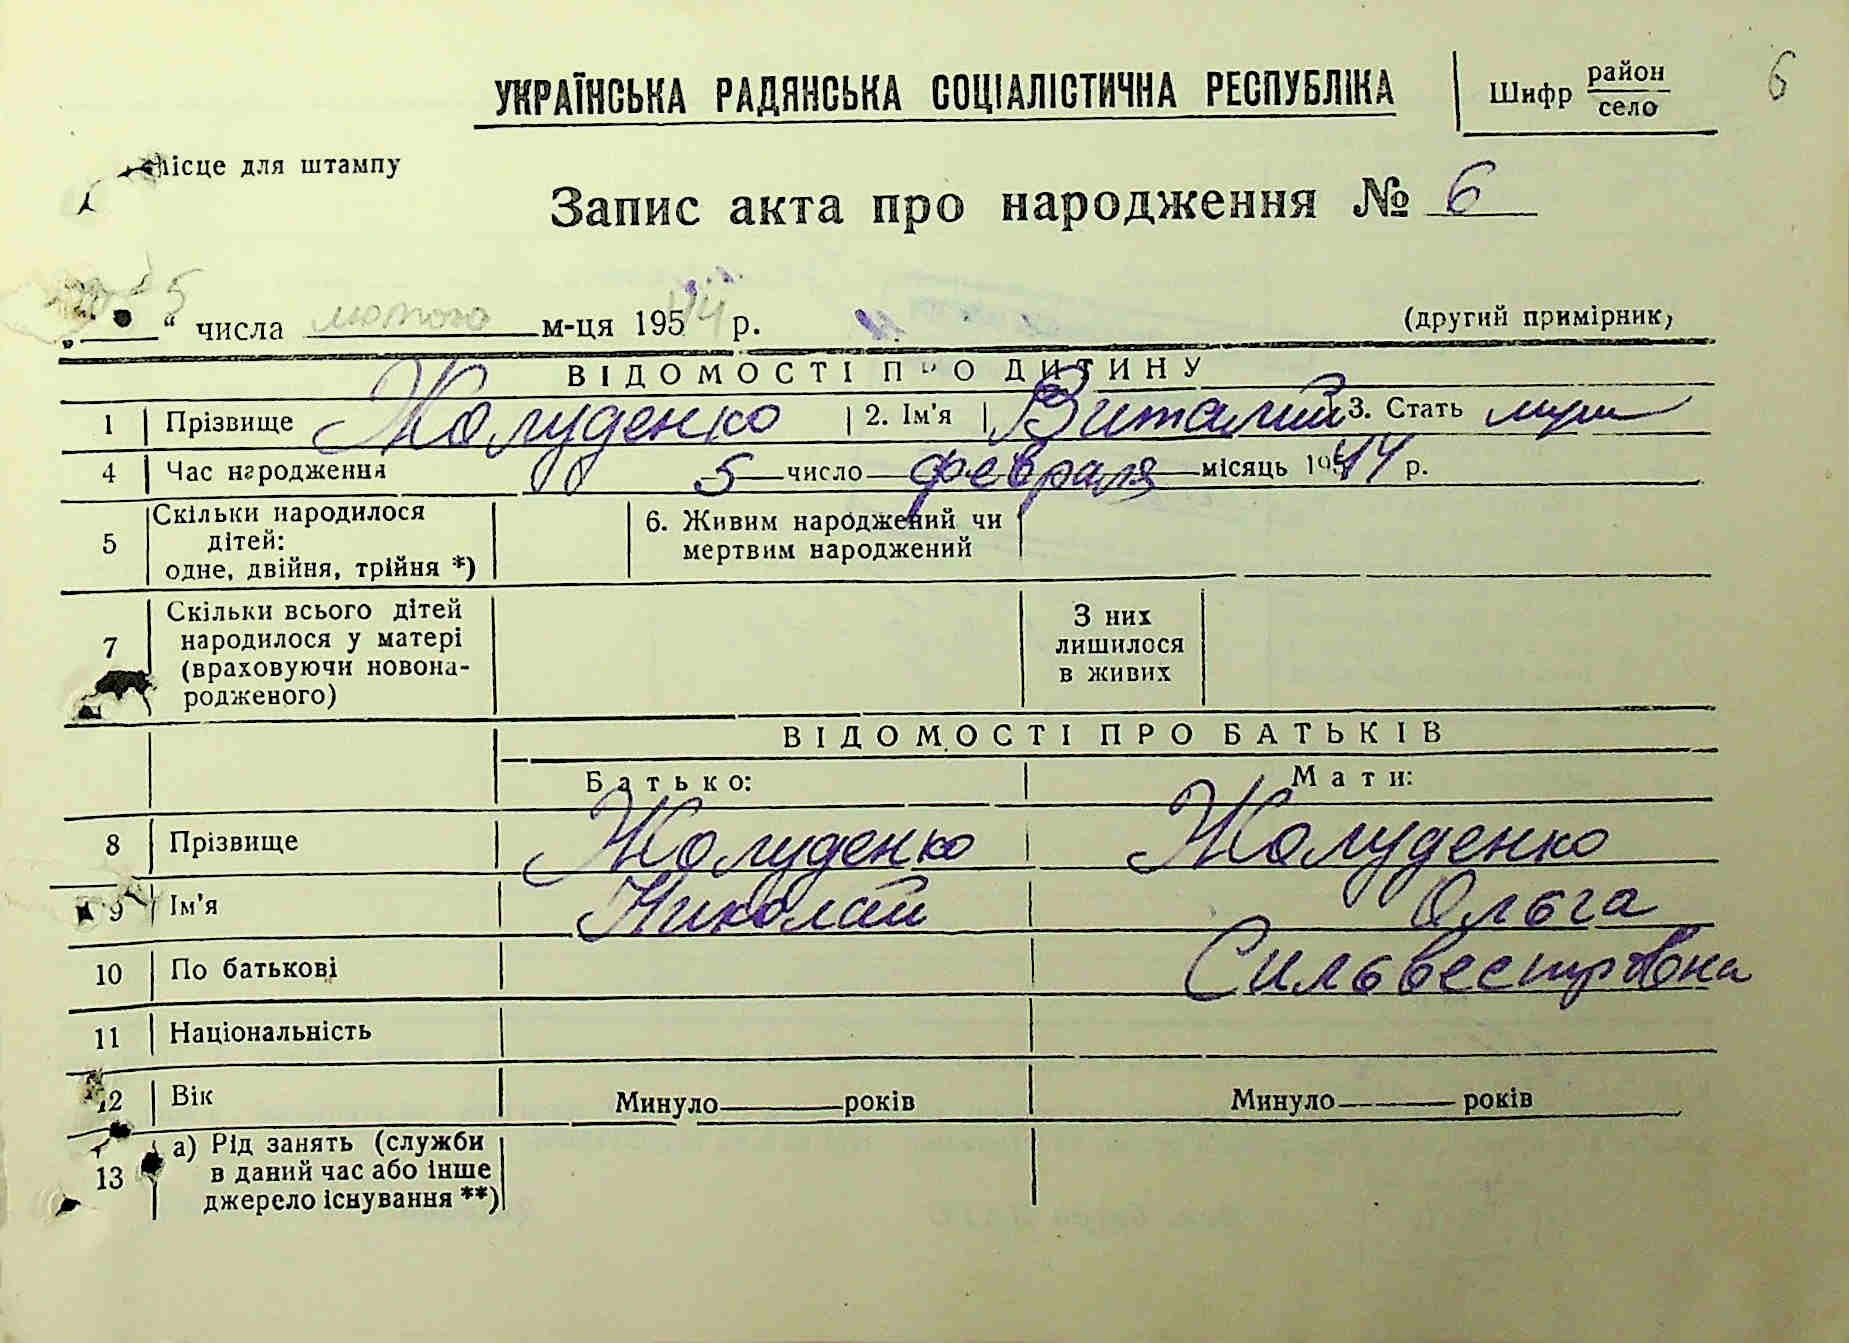 УКРАЇНСЬКА РАДЯНСЬКА СОЦІАЛІСТИЧНА РЕСПУБЛІКА
Шифр район
село
6
Місце для штампу
Запис акта про народження № 6
5 " числа лютого м-ця 195 44 р.
(другий примірник)
ВІДОМОСТІ ПРО ДИТИНУ
1 Прізвище Жолуденко 2. Ім'я Виталий 3. Стать муж
4 Час народження 5 число февраля місяць 1944 р.
5 Скільки народилося дітей: одне, двійня, трійня *)
6. Живим народжений чи мертвим народжений
7 Скільки всього дітей народилося у матері (враховуючи новона-родженого)
З них лишилося в живих
ВІДОМОСТІ ПРО БАТЬКІВ
Батько: Мати:
8 Прізвище Жолуденко Жолуденко
9 Ім'я Николай Ольга
10 По батькові Сильвестровна
11 Національність
12 Вік Минуло років Минуло років
13 а) Рід занять (служби в даний час або інше джерело існування **)